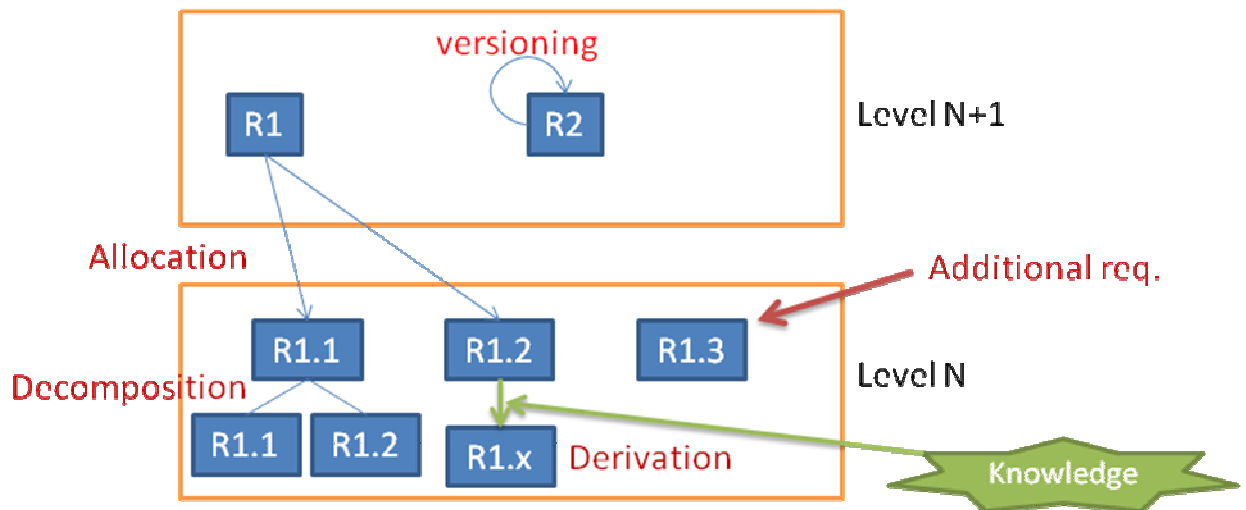 versioning
R1
R2
Level N+1
Allocation
Additional req.
R1.1
R1.2
R1.3
Level N
Decomposition
R1.1
R1.2
R1.x
Derivation
Knowledge